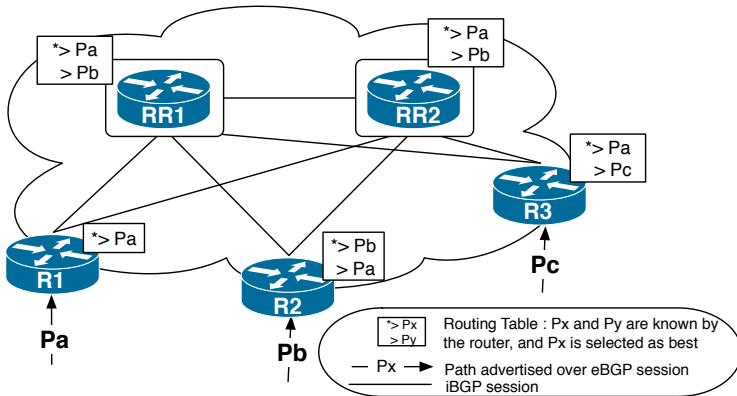 *> Pa
> Pb
*> Pa
> Pb
RR1
RR2
*> Pa
> Pc
R3
*> Pa
R1
*> Pb
> Pa
R2
Pc
Pa
Pb
*> Px
> Py
Routing Table : Px and Py are known by
the router, and Px is selected as best
Px
Path advertised over eBGP session
iBGP session